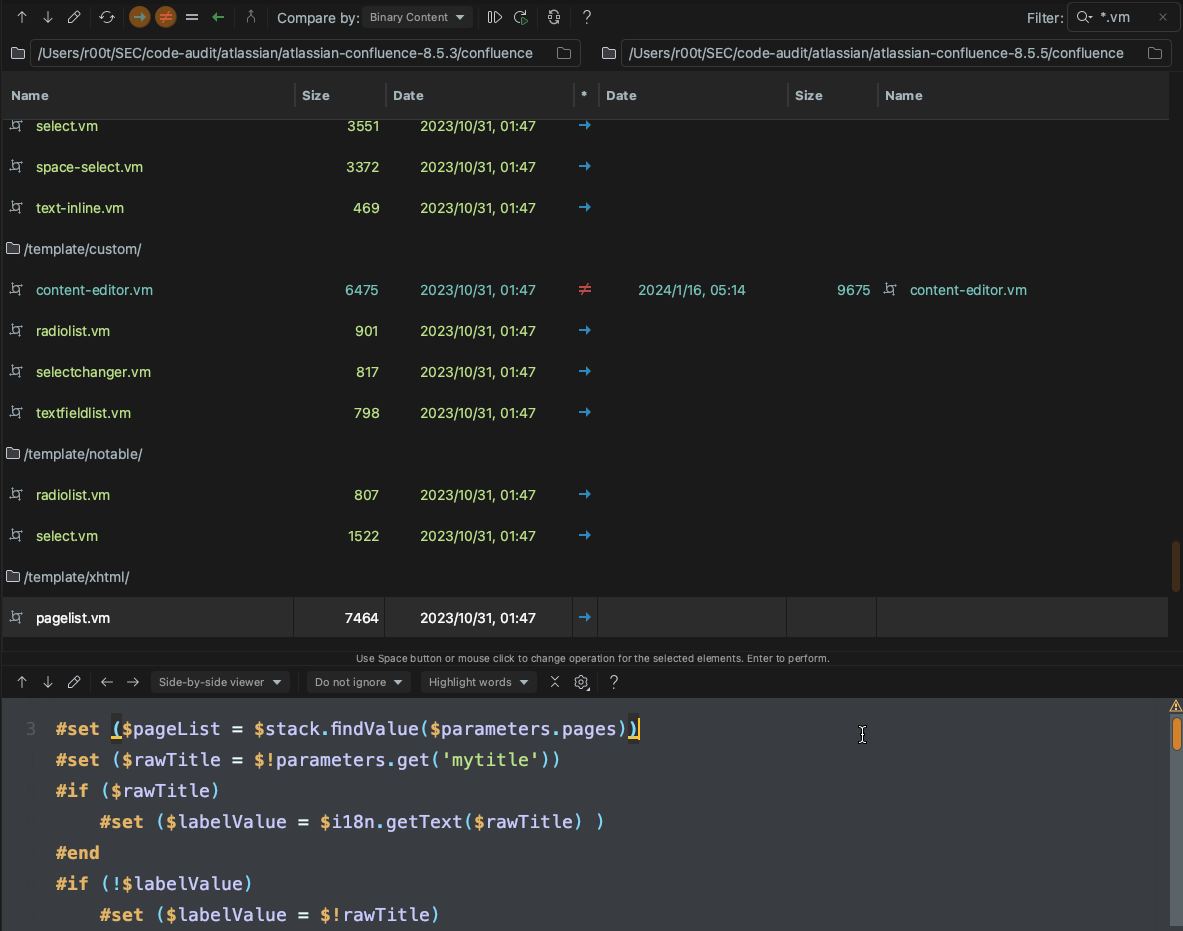 Compare by: Binary Content ? Filter: *.vm
/Users/r00t/SEC/code-audit/atlassian/atlassian-confluence-8.5.3/confluence /Users/r00t/SEC/code-audit/atlassian/atlassian-confluence-8.5.5/confluence
Name Size Date * Date Size Name
select.vm 3551 2023/10/31, 01:47
space-select.vm 3372 2023/10/31, 01:47
text-inline.vm 469 2023/10/31, 01:47
/template/custom/
content-editor.vm 6475 2023/10/31, 01:47 ≠ 2024/1/16, 05:14 9675 content-editor.vm
radiolist.vm 901 2023/10/31, 01:47
selectchanger.vm 817 2023/10/31, 01:47
textfieldlist.vm 798 2023/10/31, 01:47
/template/notable/
radiolist.vm 807 2023/10/31, 01:47
select.vm 1522 2023/10/31, 01:47
/template/xhtml/
pagelist.vm 7464 2023/10/31, 01:47
Use Space button or mouse click to change operation for the selected elements. Enter to perform.
Side-by-side viewer Do not ignore Highlight words ?
3 #set ($pageList = $stack.findValue($parameters.pages))
#set ($rawTitle = $!parameters.get('mytitle'))
#if ($rawTitle)
#set ($labelValue = $i18n.getText($rawTitle) )
#end
#if (!$labelValue)
#set ($labelValue = $!rawTitle)